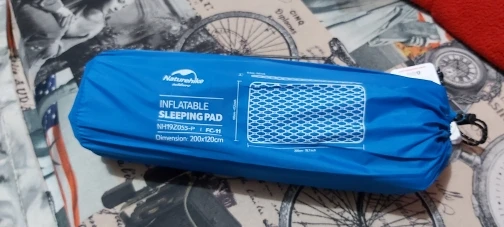 Naturehike
INFLATABLE
SLEEPING PAD
NH19Z055-P / FC-11
Dimension: 200x120cm